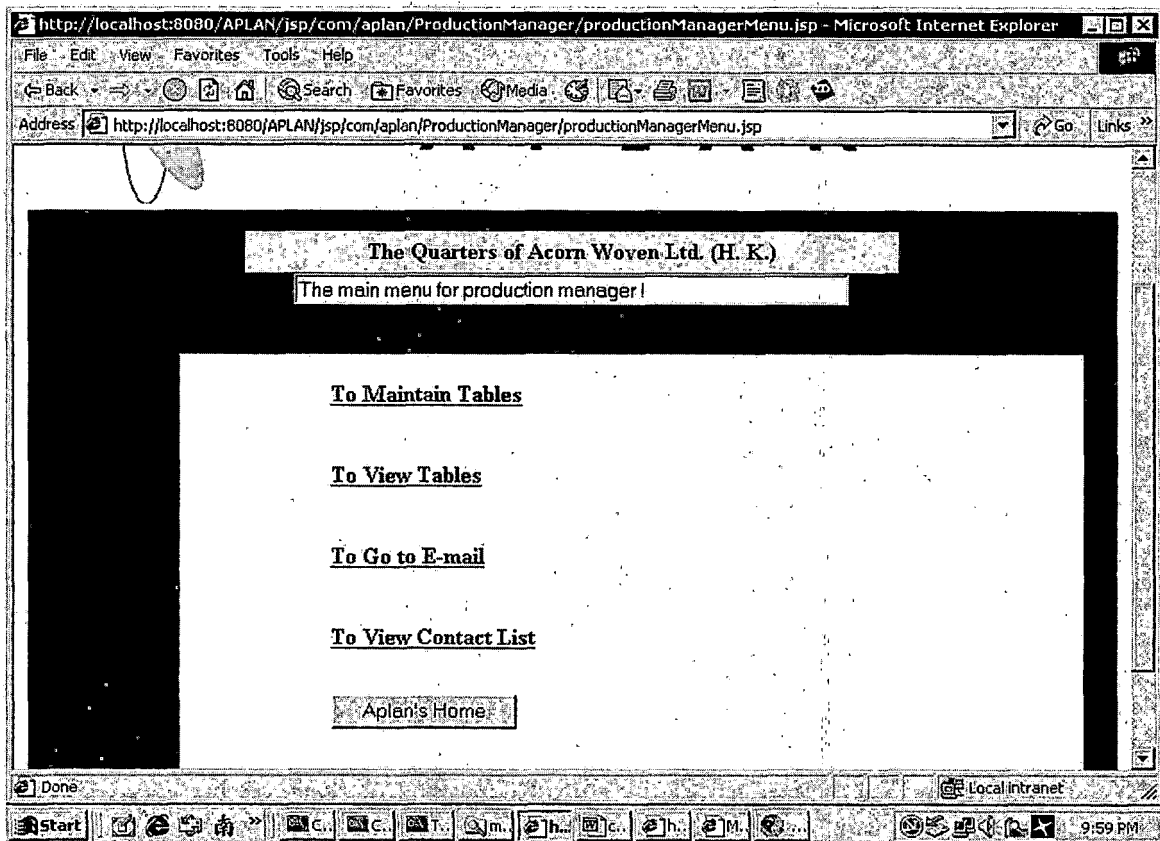 http://localhost:8080/APLAN/jsp/com/aplan/ProductionManager/productionManagerMenu.jsp - Microsoft Internet Explorer
File Edit View Favorites Tools Help
Back Search Favorites Media
Address http://localhost:8080/APLAN/jsp/com/aplan/ProductionManager/productionManagerMenu.jsp Go Links »
The Quarters of Acorn Woven Ltd. (H. K.)
The main menu for production manager !
To Maintain Tables
To View Tables
To Go to E-mail
To View Contact List
Aplan's Home
Done Local intranet
Start » C.. C.. T.. m.. h.. c.. h.. M.. ... 9:59 PM